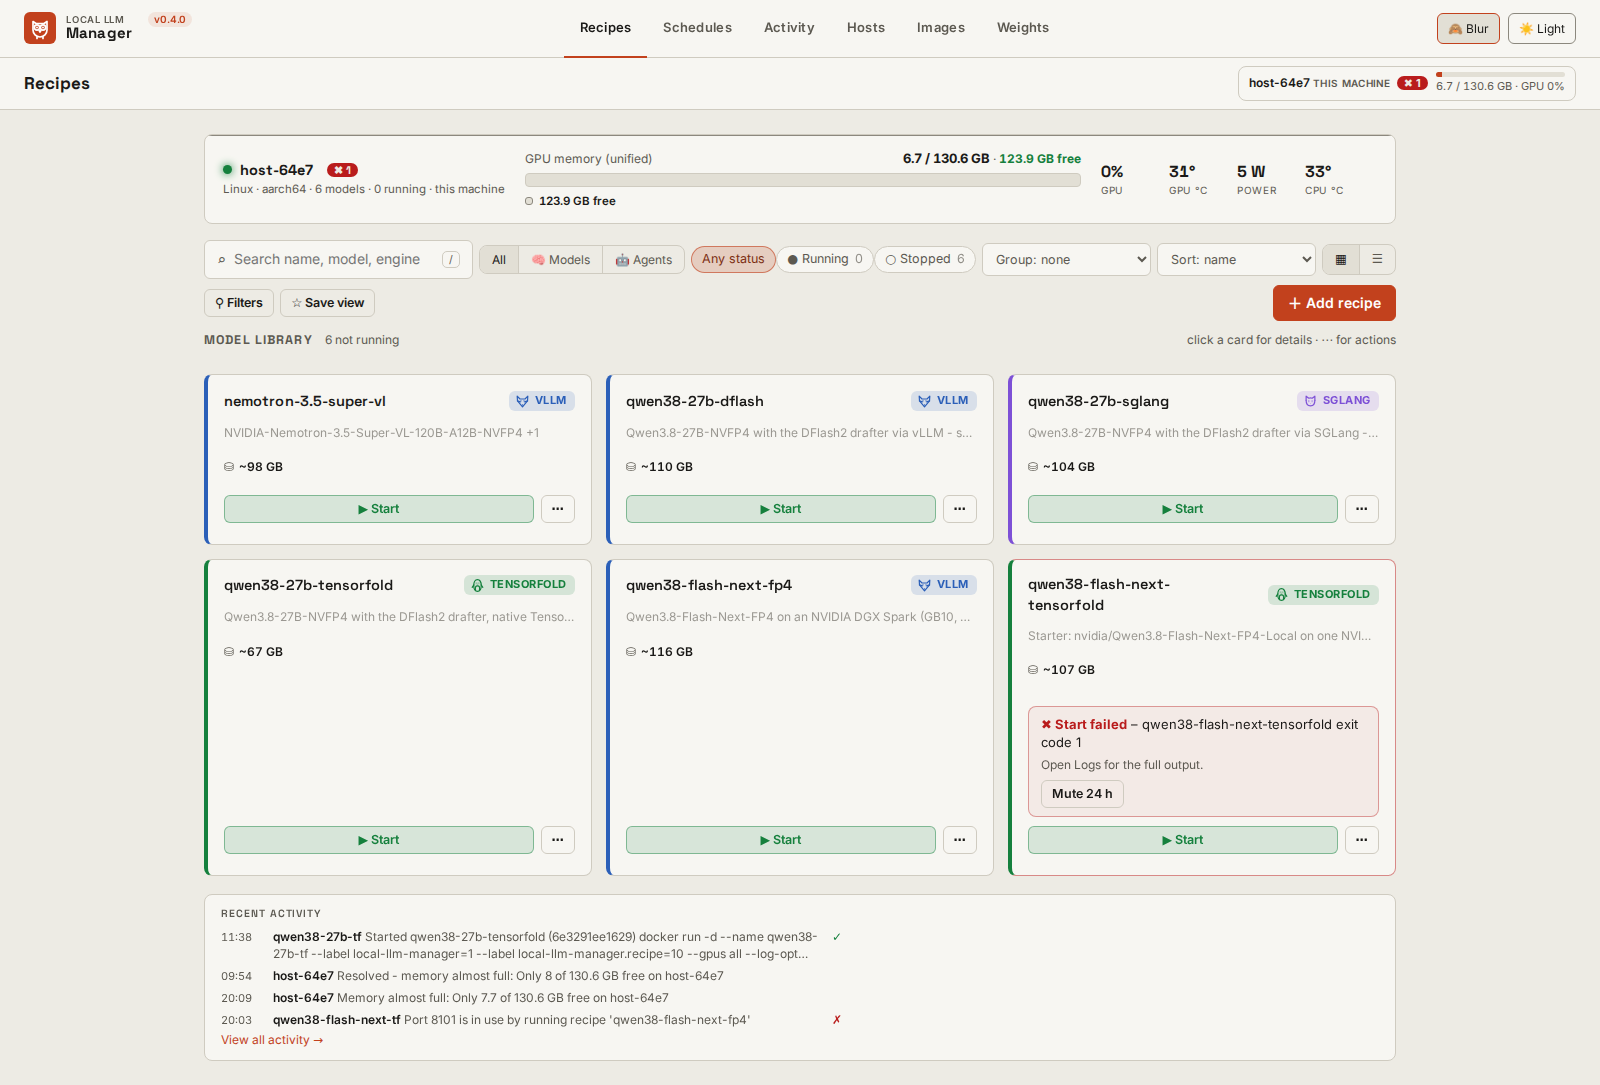 LOCAL LLM
Manager
v0.4.0
Recipes
Schedules
Activity
Hosts
Images
Weights
🙈 Blur
☀️ Light
Recipes
host-64e7 THIS MACHINE ✖ 1
6.7 / 130.6 GB · GPU 0%
host-64e7 ✖ 1
Linux · aarch64 · 6 models · 0 running · this machine
GPU memory (unified)
6.7 / 130.6 GB · 123.9 GB free
123.9 GB free
0%
GPU
31°
GPU °C
5 W
POWER
33°
CPU °C
Search name, model, engine
/
All
🧠 Models
🤖 Agents
Any status
● Running 0
○ Stopped 6
Group: none
Sort: name
▦
☰
⚲ Filters
☆ Save view
+ Add recipe
MODEL LIBRARY 6 not running
click a card for details · ··· for actions
nemotron-3.5-super-vl
VLLM
NVIDIA-Nemotron-3.5-Super-VL-120B-A12B-NVFP4 +1
~98 GB
▶ Start
···
qwen38-27b-dflash
VLLM
Qwen3.8-27B-NVFP4 with the DFlash2 drafter via vLLM - s...
~110 GB
▶ Start
···
qwen38-27b-sglang
SGLANG
Qwen3.8-27B-NVFP4 with the DFlash2 drafter via SGLang -...
~104 GB
▶ Start
···
qwen38-27b-tensorfold
TENSORFOLD
Qwen3.8-27B-NVFP4 with the DFlash2 drafter, native Tenso...
~67 GB
▶ Start
···
qwen38-flash-next-fp4
VLLM
Qwen3.8-Flash-Next-FP4 on an NVIDIA DGX Spark (GB10, ...
~116 GB
▶ Start
···
qwen38-flash-next-
tensorfold
TENSORFOLD
Starter: nvidia/Qwen3.8-Flash-Next-FP4-Local on one NVI...
~107 GB
✖ Start failed – qwen38-flash-next-tensorfold exit
code 1
Open Logs for the full output.
Mute 24 h
▶ Start
···
RECENT ACTIVITY
11:38 qwen38-27b-tf Started qwen38-27b-tensorfold (6e3291ee1629) docker run -d --name qwen38- ✓
27b-tf --label local-llm-manager=1 --label local-llm-manager.recipe=10 --gpus all --log-opt...
09:54 host-64e7 Resolved - memory almost full: Only 8 of 130.6 GB free on host-64e7
20:09 host-64e7 Memory almost full: Only 7.7 of 130.6 GB free on host-64e7
20:03 qwen38-flash-next-tf Port 8101 is in use by running recipe 'qwen38-flash-next-fp4' ✗
View all activity →